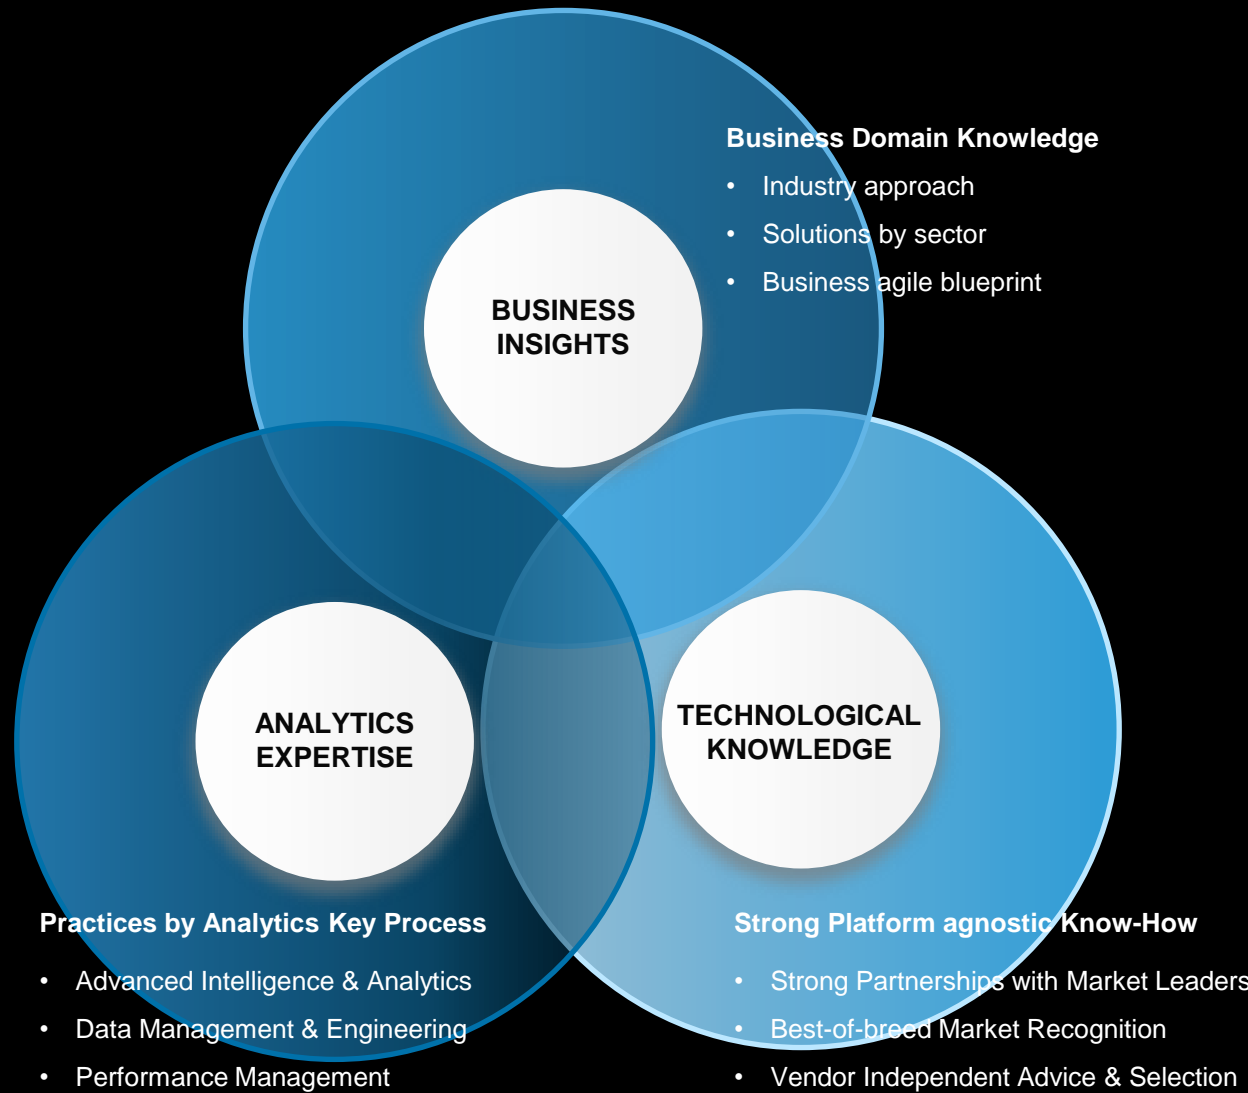 Business Domain Knowledge
• Industry approach
• Solutions by sector
• Business agile blueprint
BUSINESS
INSIGHTS
ANALYTICS
EXPERTISE
TECHNOLOGICAL
KNOWLEDGE
Practices by Analytics Key Process
• Advanced Intelligence & Analytics
• Data Management & Engineering
• Performance Management
Strong Platform agnostic Know-How
• Strong Partnerships with Market Leaders
• Best-of-breed Market Recognition
• Vendor Independent Advice & Selection